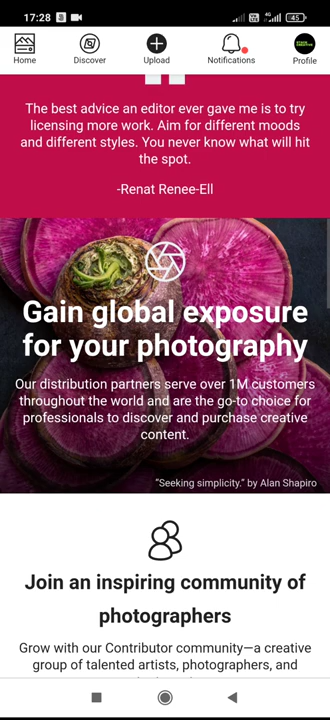 17:28
4G
45
Home
Discover
Upload
Notifications
Profile
The best advice an editor ever gave me is to try
licensing more work. Aim for different moods
and different styles. You never know what will hit
the spot.
-Renat Renee-Ell
Gain global exposure
for your photography
Our distribution partners serve over 1M customers
throughout the world and are the go-to choice for
professionals to discover and purchase creative
content.
“Seeking simplicity.” by Alan Shapiro
Join an inspiring community of
photographers
Grow with our Contributor community—a creative
group of talented artists, photographers, and